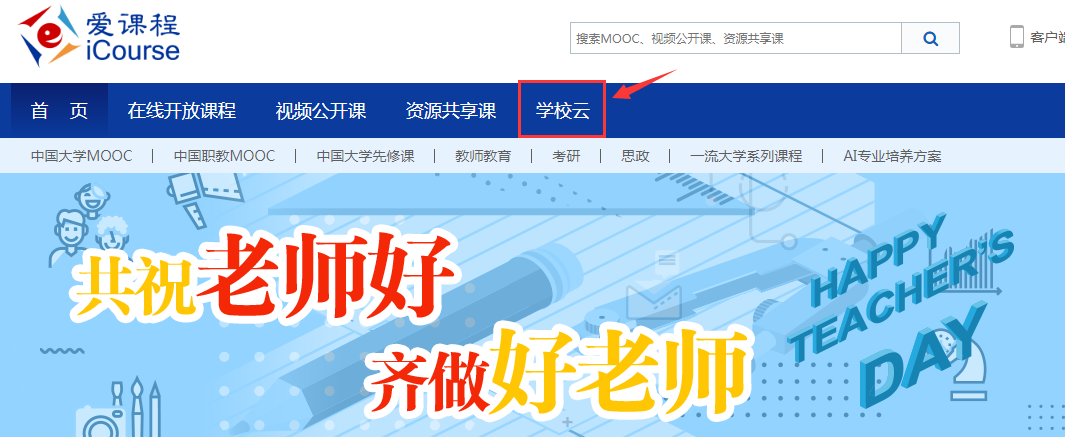 爱课程
iCourse
搜索MOOC、视频公开课、资源共享课
客户端
首 页 在线开放课程 视频公开课 资源共享课 学校云
中国大学MOOC | 中国职教MOOC | 中国大学先修课 | 教师教育 | 考研 | 思政 | 一流大学系列课程 | AI专业培养方案
共祝老师好
齐做好老师
HAPPY
TEACHER'S
DAY